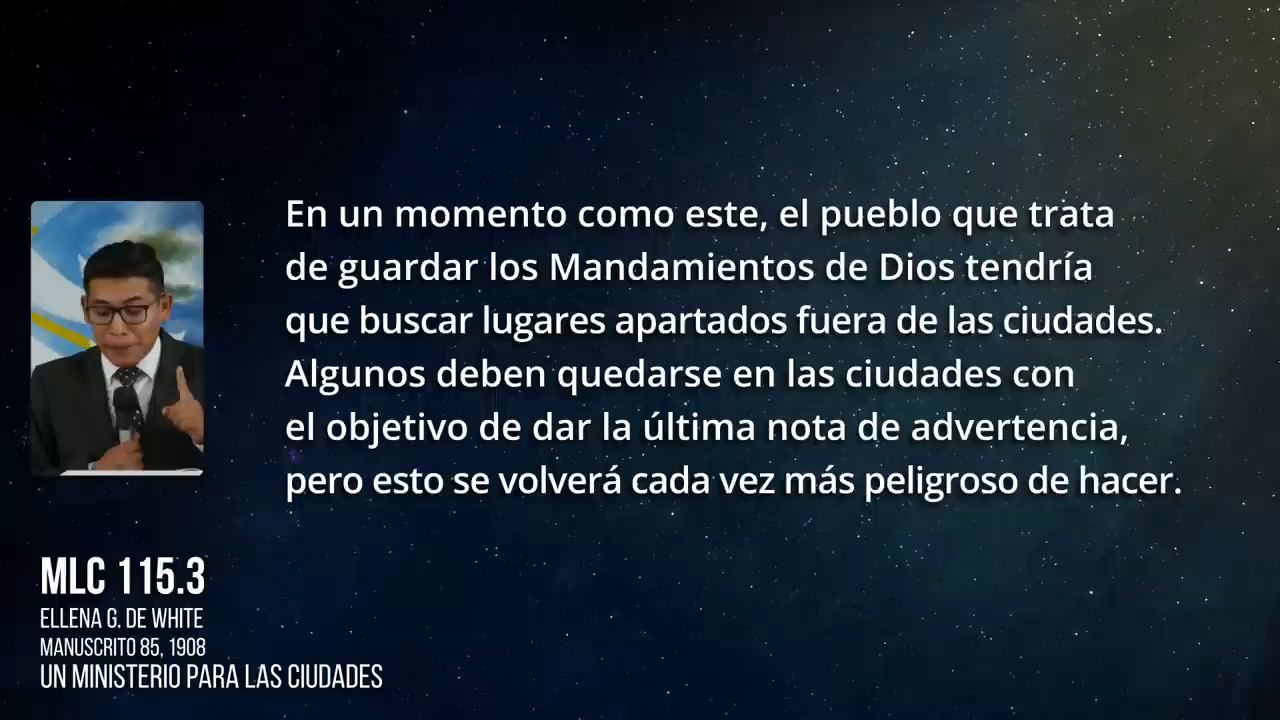 En un momento como este, el pueblo que trata
de guardar los Mandamientos de Dios tendría
que buscar lugares apartados fuera de las ciudades.
Algunos deben quedarse en las ciudades con
el objetivo de dar la última nota de advertencia,
pero esto se volverá cada vez más peligroso de hacer.
MLC 115.3
ELLENA G. DE WHITE
MANUSCRITO 85, 1908
UN MINISTERIO PARA LAS CIUDADES